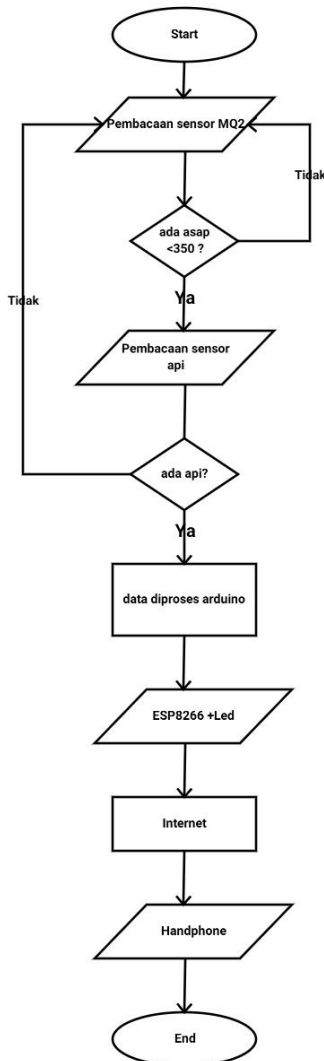 Start
Pembacaan sensor MQ2
Tidak
ada asap
<350 ?
Ya
Tidak
Pembacaan sensor
api
ada api?
Ya
data diproses arduino
ESP8266 +Led
Internet
Handphone
End